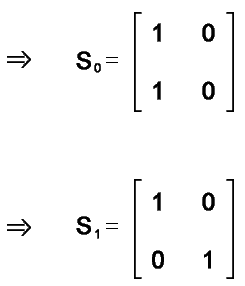 1 0
⇒ S₀ =
1 0
1 0
⇒ S₁ =
0 1